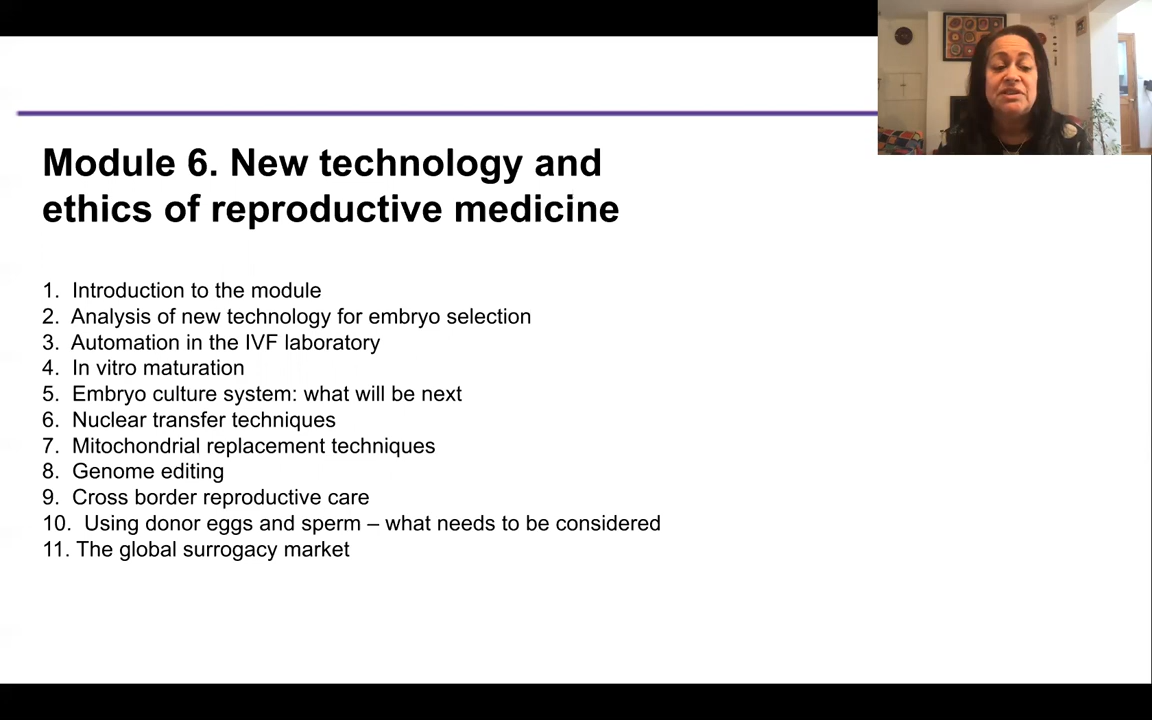 Module 6. New technology and
ethics of reproductive medicine
1. Introduction to the module
2. Analysis of new technology for embryo selection
3. Automation in the IVF laboratory
4. In vitro maturation
5. Embryo culture system: what will be next
6. Nuclear transfer techniques
7. Mitochondrial replacement techniques
8. Genome editing
9. Cross border reproductive care
10. Using donor eggs and sperm – what needs to be considered
11. The global surrogacy market